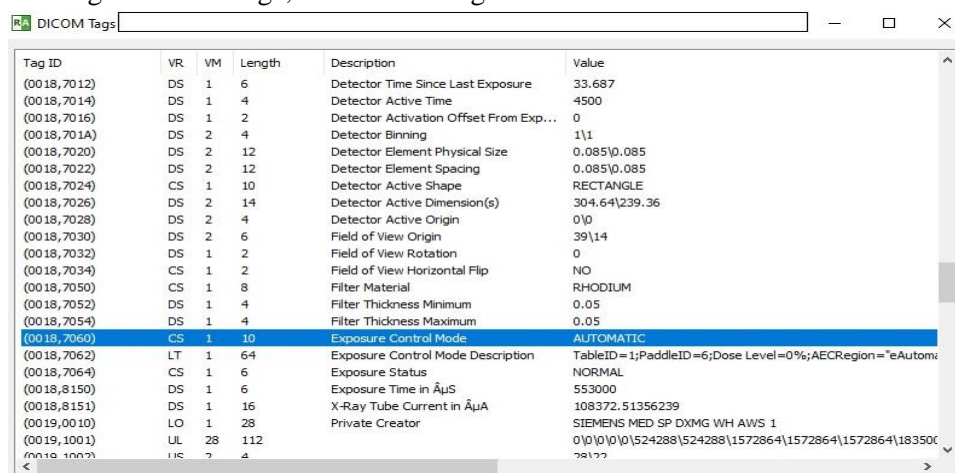 RA DICOM Tags
Tag ID VR VM Length Description Value
(0018,7012) DS 1 6 Detector Time Since Last Exposure 33.687
(0018,7014) DS 1 4 Detector Active Time 4500
(0018,7016) DS 1 2 Detector Activation Offset From Exp... 0
(0018,701A) DS 2 4 Detector Binning 1\1
(0018,7020) DS 2 12 Detector Element Physical Size 0.085\0.085
(0018,7022) DS 2 12 Detector Element Spacing 0.085\0.085
(0018,7024) CS 1 10 Detector Active Shape RECTANGLE
(0018,7026) DS 2 14 Detector Active Dimension(s) 304.64\239.36
(0018,7028) DS 2 4 Detector Active Origin 0\0
(0018,7030) DS 2 6 Field of View Origin 39\14
(0018,7032) DS 1 2 Field of View Rotation 0
(0018,7034) CS 1 2 Field of View Horizontal Flip NO
(0018,7050) CS 1 8 Filter Material RHODIUM
(0018,7052) DS 1 4 Filter Thickness Minimum 0.05
(0018,7054) DS 1 4 Filter Thickness Maximum 0.05
(0018,7060) CS 1 10 Exposure Control Mode AUTOMATIC
(0018,7062) LT 1 64 Exposure Control Mode Description TableID=1;PaddleID=6;Dose Level=0%;AECRegion="eAutoma
(0018,7064) CS 1 6 Exposure Status NORMAL
(0018,8150) DS 1 6 Exposure Time in ÂµS 553000
(0018,8151) DS 1 16 X-Ray Tube Current in ÂµA 108372.51356239
(0019,0010) LO 1 28 Private Creator SIEMENS MED SP DXMG WH AWS 1
(0019,1001) UL 28 112 0\0\0\0\0\524288\524288\1572864\1572864\1572864\183500
(0019,1002) US 2 4 28\22